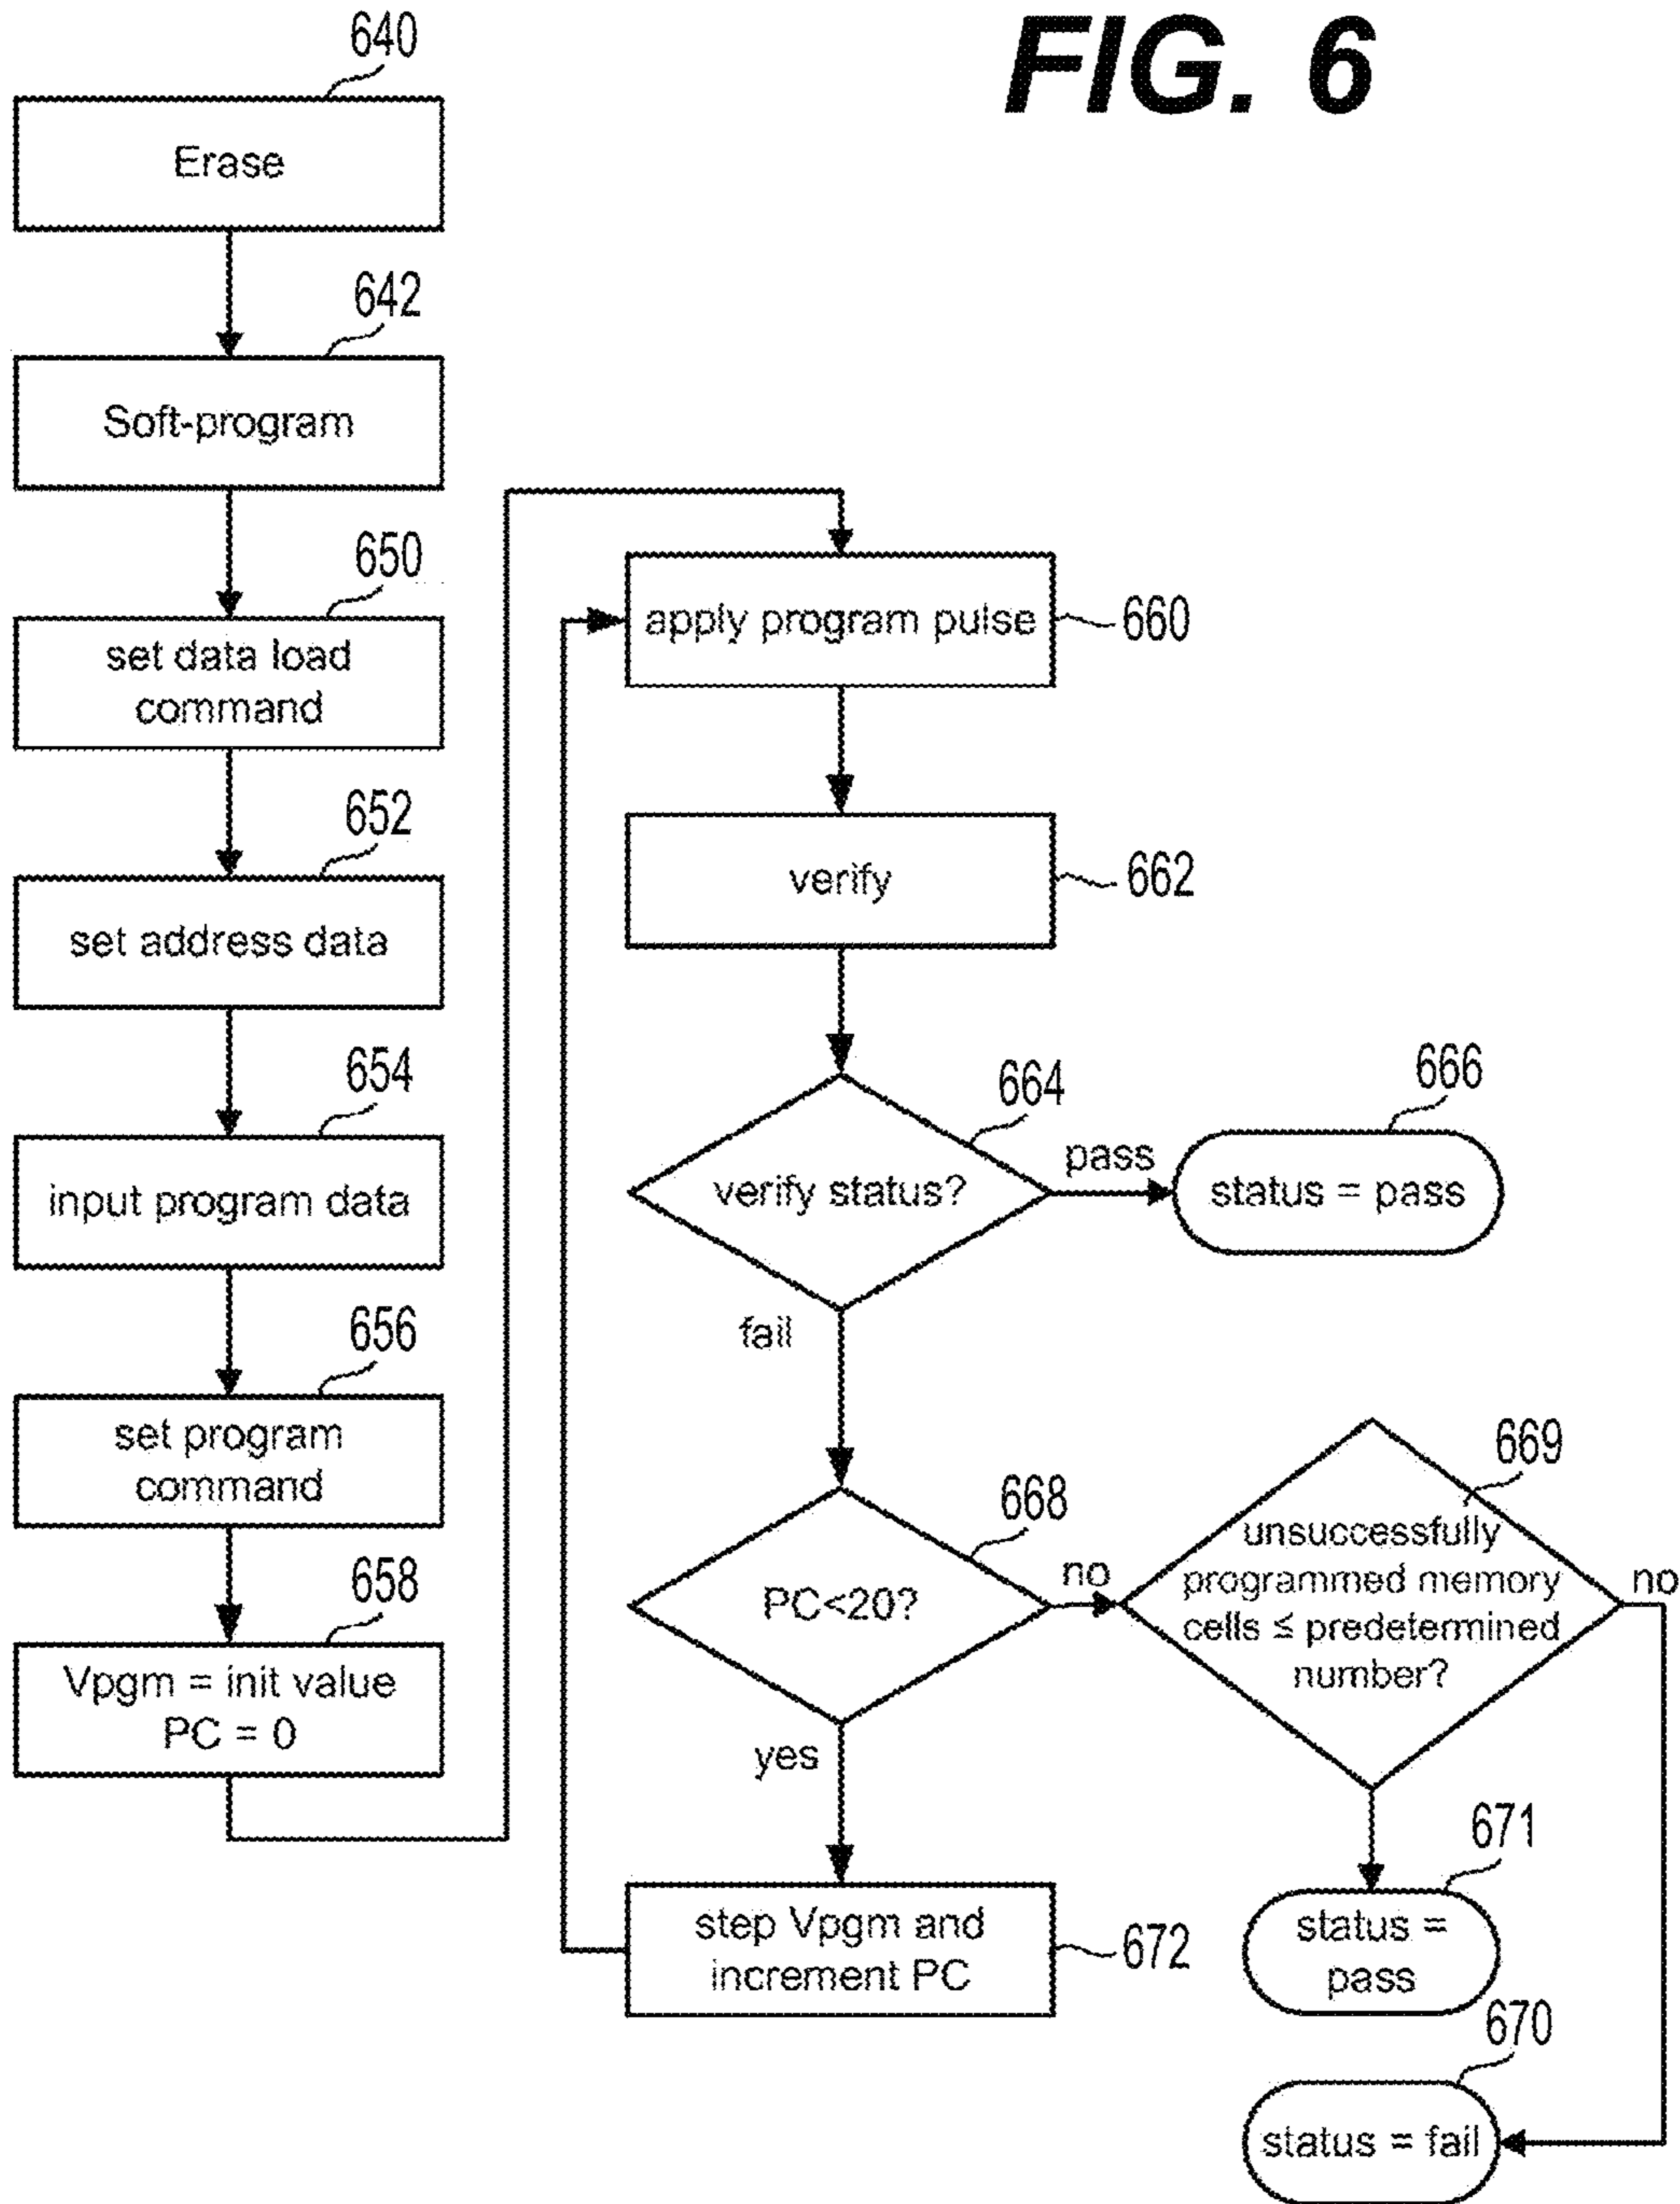 FIG. 6
640
Erase
642
Soft-program
650
set data load
command
652
set address data
654
input program data
656
set program
command
658
Vpgm = init value
PC = 0
apply program pulse
660
verify
662
664
verify status?
pass
666
status = pass
fail
668
PC<20?
no
669
unsuccessfully
programmed memory
cells ≤ predetermined
number?
no
yes
671
status =
pass
step Vpgm and
increment PC
672
670
status = fail